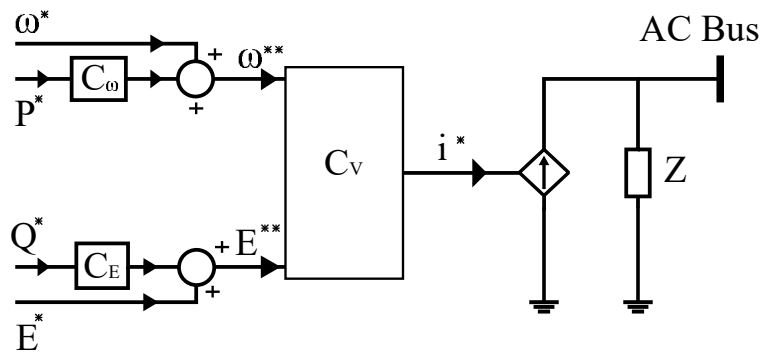 ω*
AC Bus
+
ω**
Cω
P*
+
Cv
i*
Z
Q*
+
E**
CE
+
E*